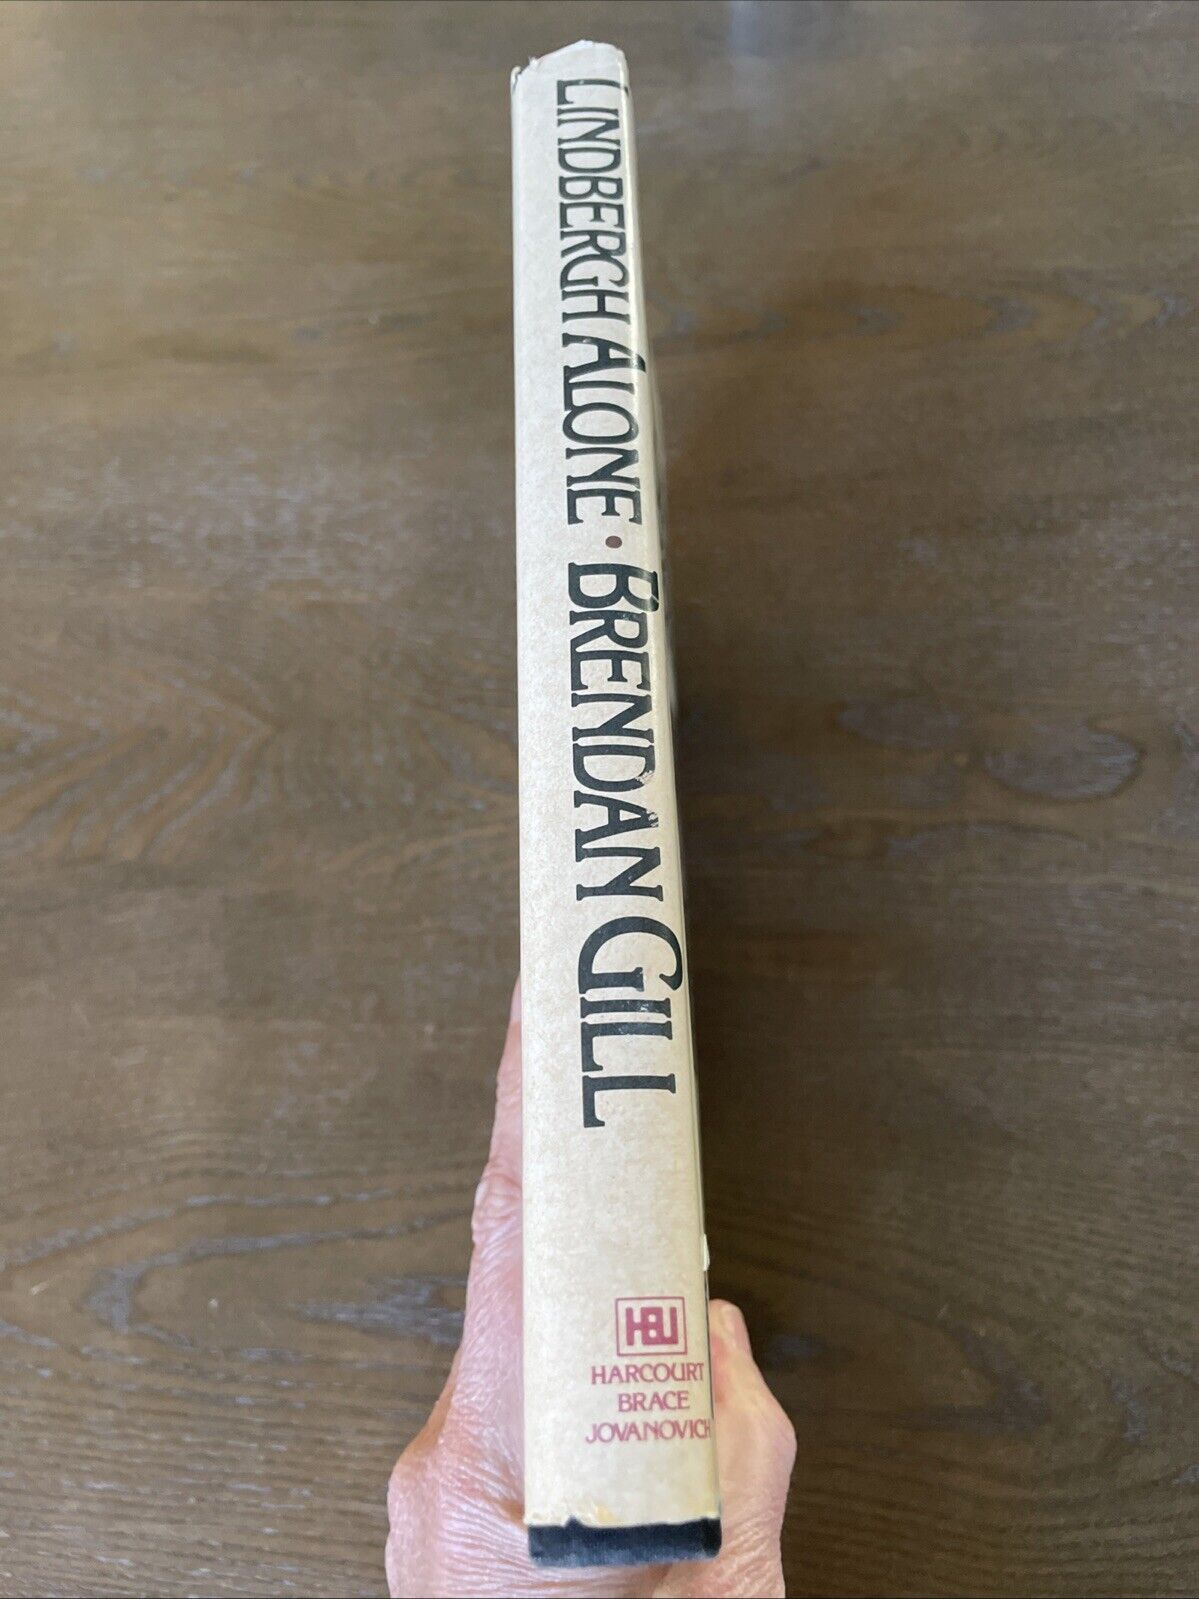 LINDBERGH ALONE • BRENDAN GILL
HBJ
HARCOURT
BRACE
JOVANOVICH